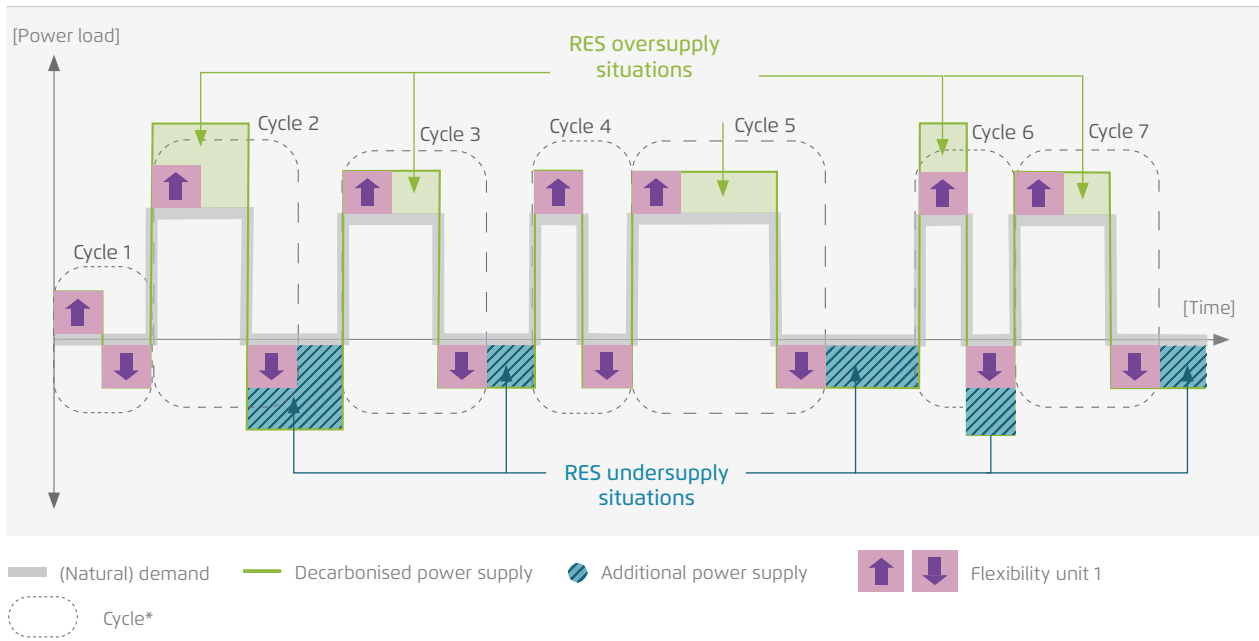 [Power load]
RES oversupply
situations
Cycle 1
Cycle 2
Cycle 3
Cycle 4
Cycle 5
Cycle 6
Cycle 7
[Time]
RES undersupply
situations
(Natural) demand
Decarbonised power supply
Additional power supply
Flexibility unit 1
Cycle*